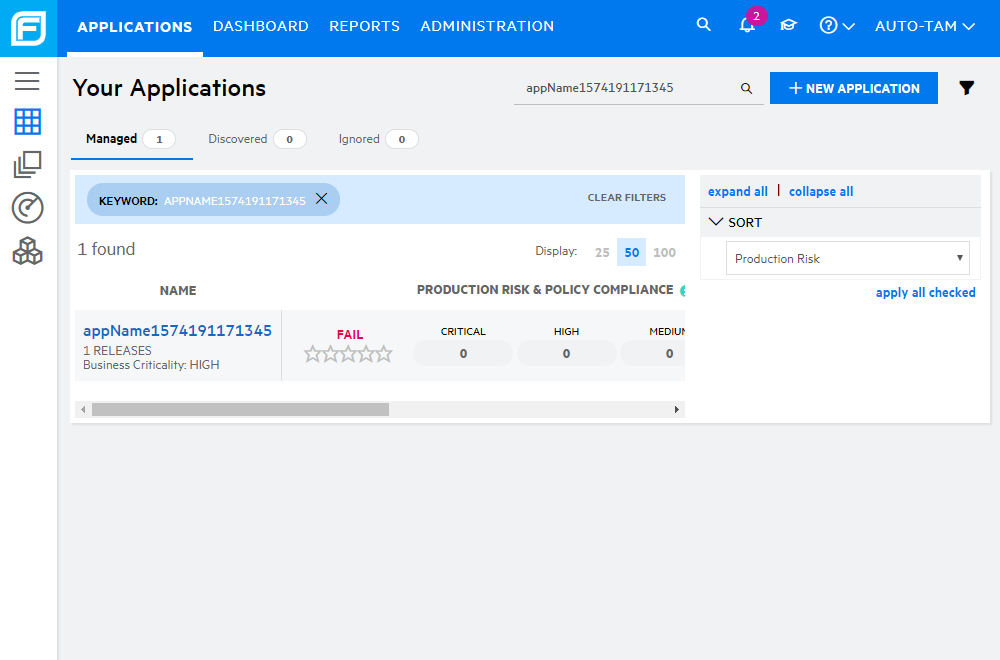 APPLICATIONS DASHBOARD REPORTS ADMINISTRATION 2 AUTO-TAM
Your Applications appName1574191171345 NEW APPLICATION
Managed 1 Discovered 0 Ignored 0
KEYWORD: APPNAME1574191171345 CLEAR FILTERS
expand all | collapse all
SORT
Production Risk
apply all checked
1 found Display: 25 50 100
NAME PRODUCTION RISK & POLICY COMPLIANCE
appName1574191171345
1 RELEASES
Business Criticality: HIGH
FAIL
CRITICAL HIGH MEDIUM
0 0 0